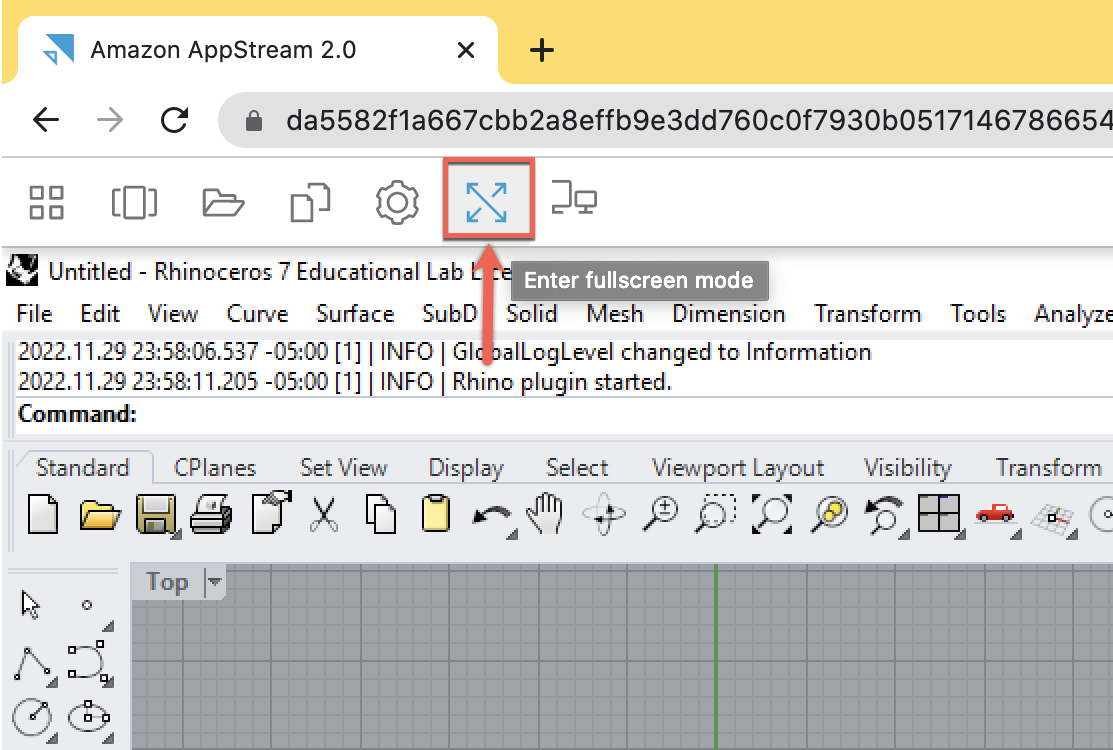 Amazon AppStream 2.0
da5582f1a667cbb2a8effb9e3dd760c0f7930b0517146786654
Untitled - Rhinoceros 7 Educational Lab Lice
Enter fullscreen mode
File Edit View Curve Surface SubD Solid Mesh Dimension Transform Tools Analyze
2022.11.29 23:58:06.537 -05:00 [1] | INFO | GlobalLogLevel changed to Information
2022.11.29 23:58:11.205 -05:00 [1] | INFO | Rhino plugin started.
Command:
Standard CPlanes Set View Display Select Viewport Layout Visibility Transform
Top